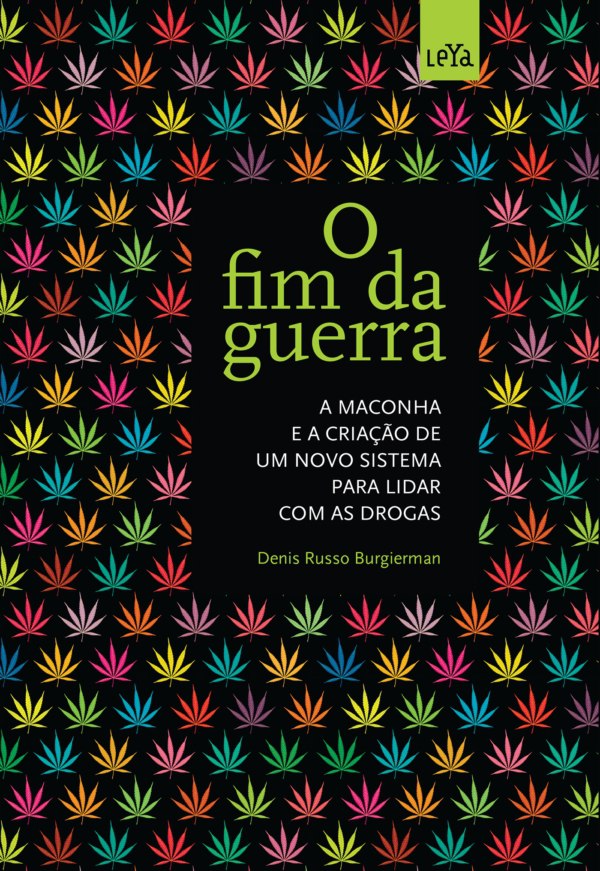 LeYa
O
fim da
guerra
A MACONHA
E A CRIAÇÃO DE
UM NOVO SISTEMA
PARA LIDAR
COM AS DROGAS
Denis Russo Burgierman